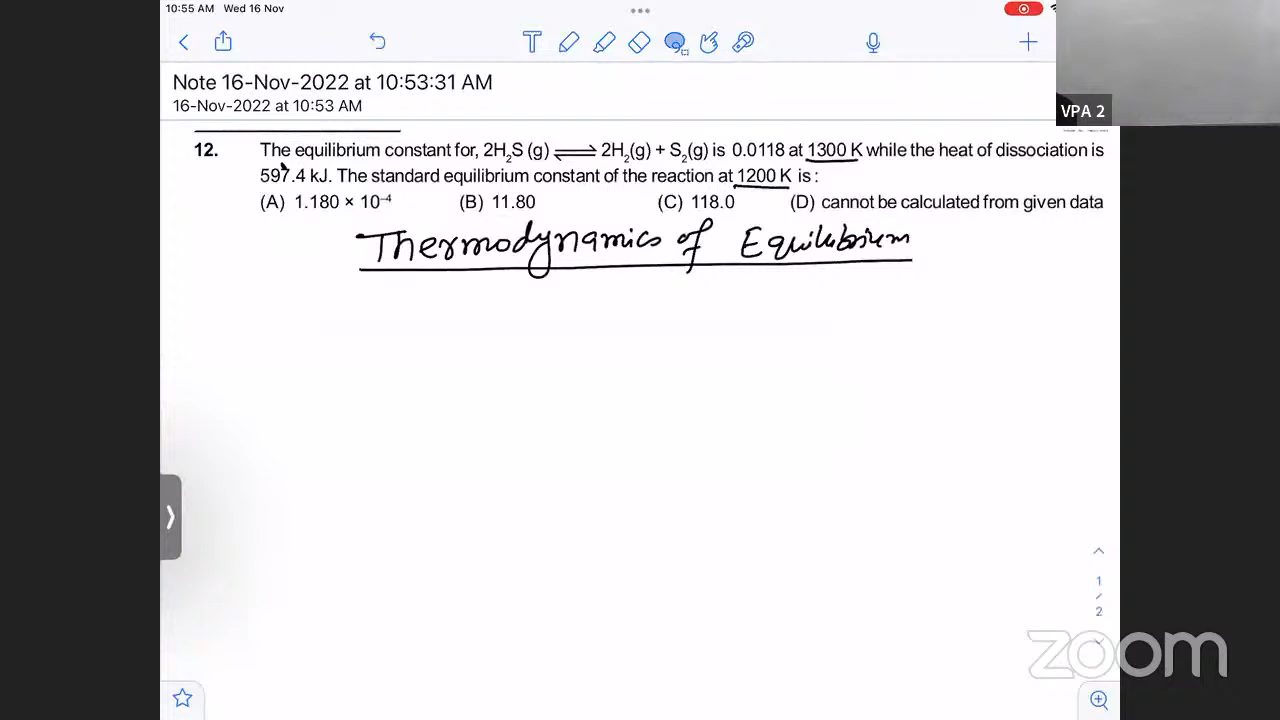 10:55 AM Wed 16 Nov
T
Note 16-Nov-2022 at 10:53:31 AM
16-Nov-2022 at 10:53 AM
VPA 2
12. The equilibrium constant for, 2H₂S (g) ⇌ 2H₂(g) + S₂(g) is 0.0118 at 1300 K while the heat of dissociation is
597.4 kJ. The standard equilibrium constant of the reaction at 1200 K is :
(A) 1.180 × 10⁻⁴ (B) 11.80 (C) 118.0 (D) cannot be calculated from given data
Thermodynamics of Equilibrium
1
/
2
zoom